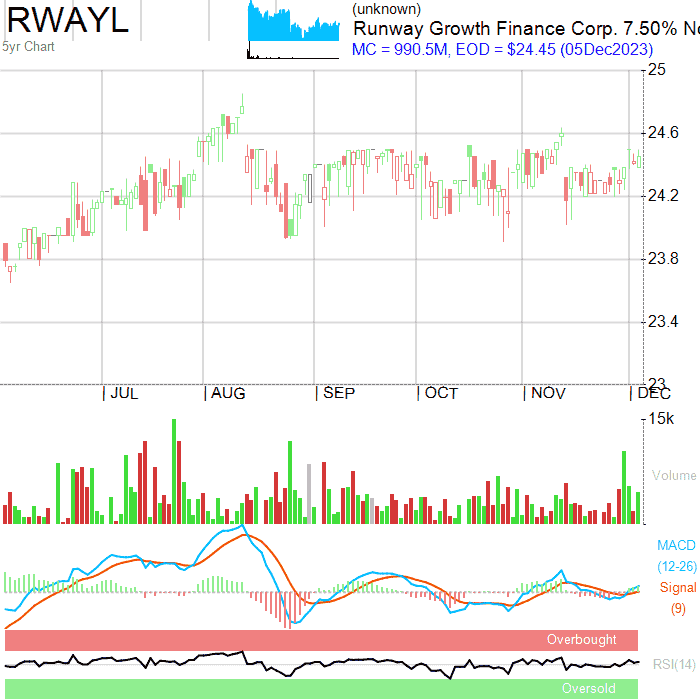 RWAYL
5yr Chart
(unknown)
Runway Growth Finance Corp. 7.50% No
MC = 990.5M, EOD = $24.45 (05Dec2023)
25
24.6
24.2
23.8
23.4
23
| JUL | AUG | SEP | OCT | NOV | DEC
15k
Volume
MACD
(12-26)
Signal
(9)
Overbought
RSI(14)
Oversold